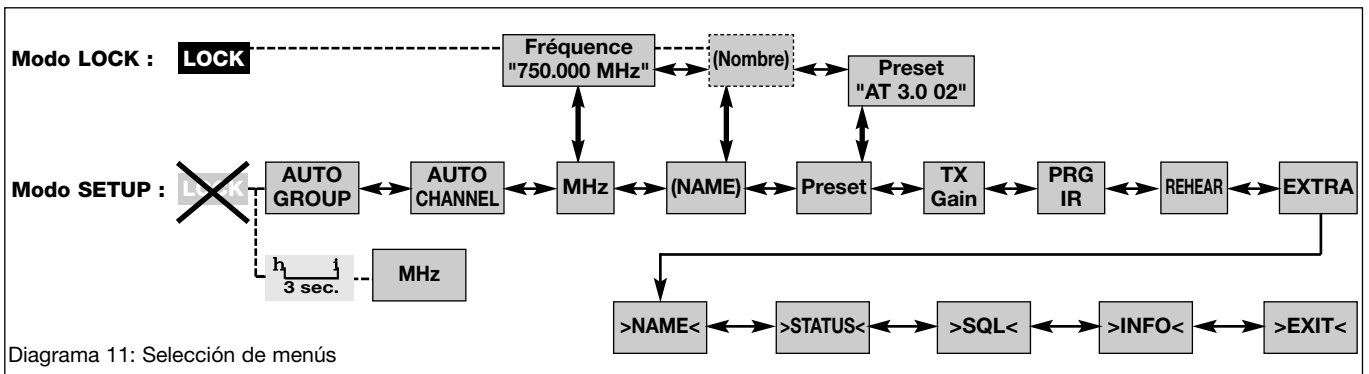 Modo LOCK :
LOCK
Fréquence
"750.000 MHz"
(Nombre)
Preset
"AT 3.0 02"
Modo SETUP :
LOCK
AUTO
GROUP
AUTO
CHANNEL
MHz
(NAME)
Preset
TX
Gain
PRG
IR
REHEAR
EXTRA
h i
3 sec.
MHz
>NAME<
>STATUS<
>SQL<
>INFO<
>EXIT<
Diagrama 11: Selección de menús